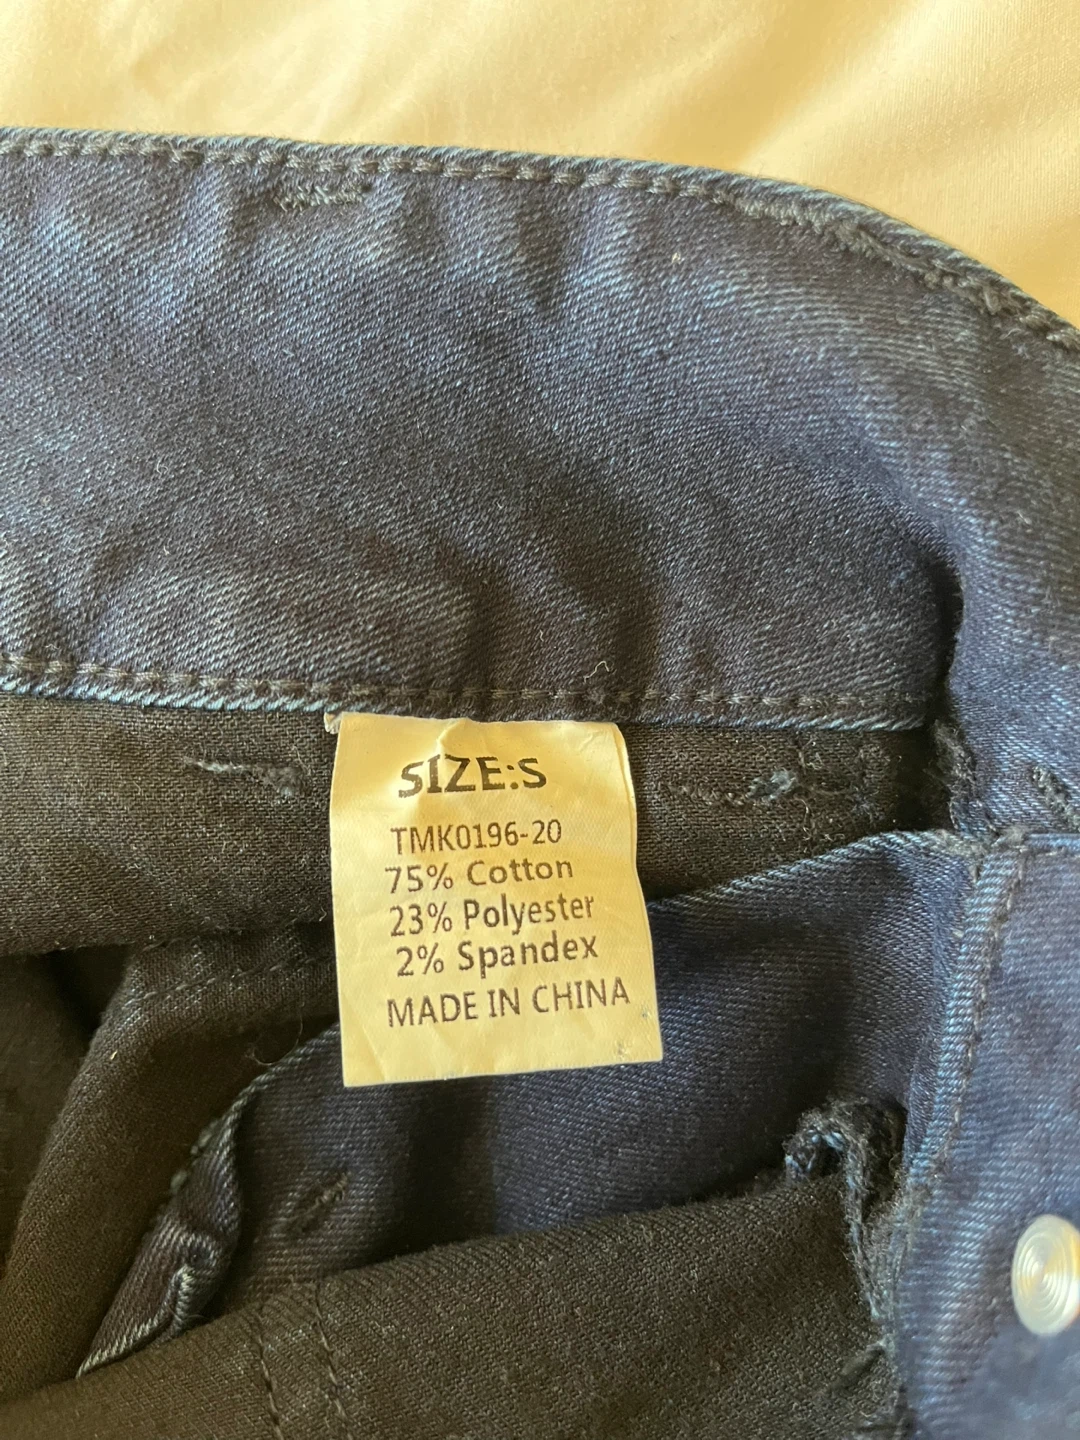 SIZE:S
TMK0196-20
75% Cotton
23% Polyester
2% Spandex
MADE IN CHINA